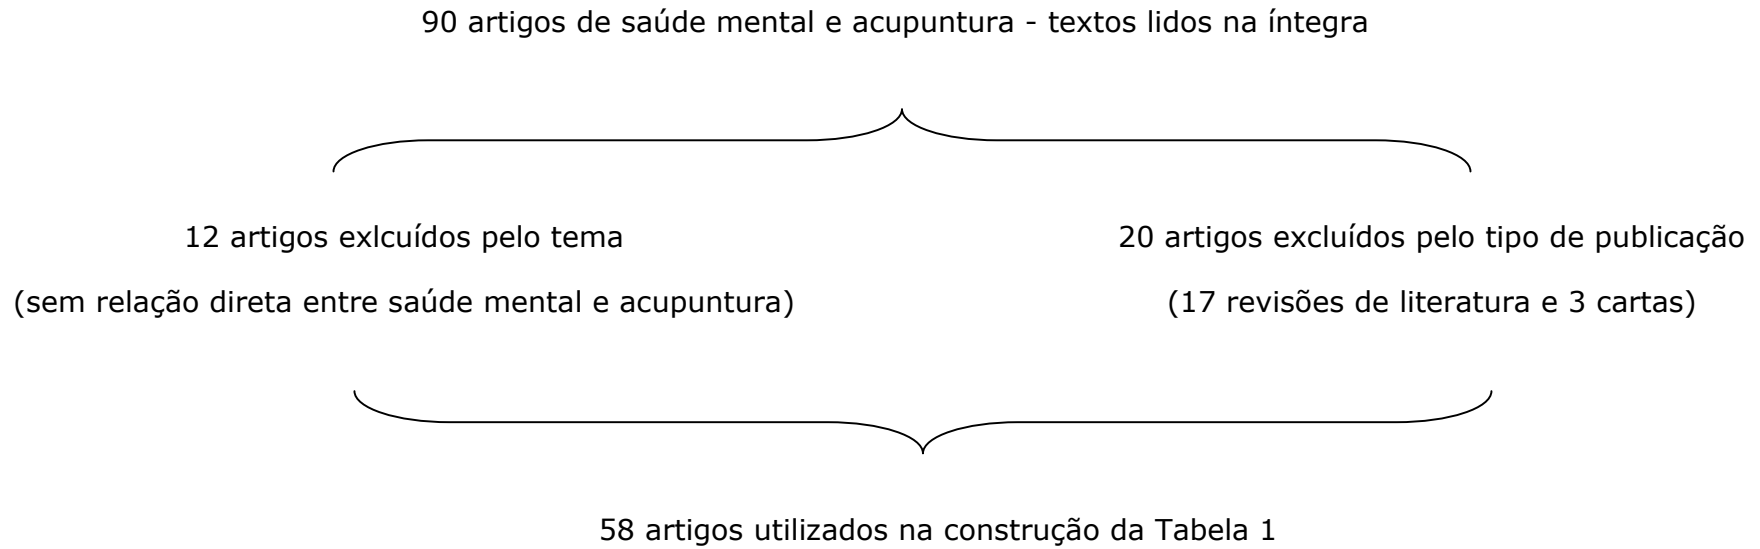 90 artigos de saúde mental e acupuntura - textos lidos na íntegra
12 artigos exlcuídos pelo tema
(sem relação direta entre saúde mental e acupuntura)
20 artigos excluídos pelo tipo de publicação
(17 revisões de literatura e 3 cartas)
58 artigos utilizados na construção da Tabela 1